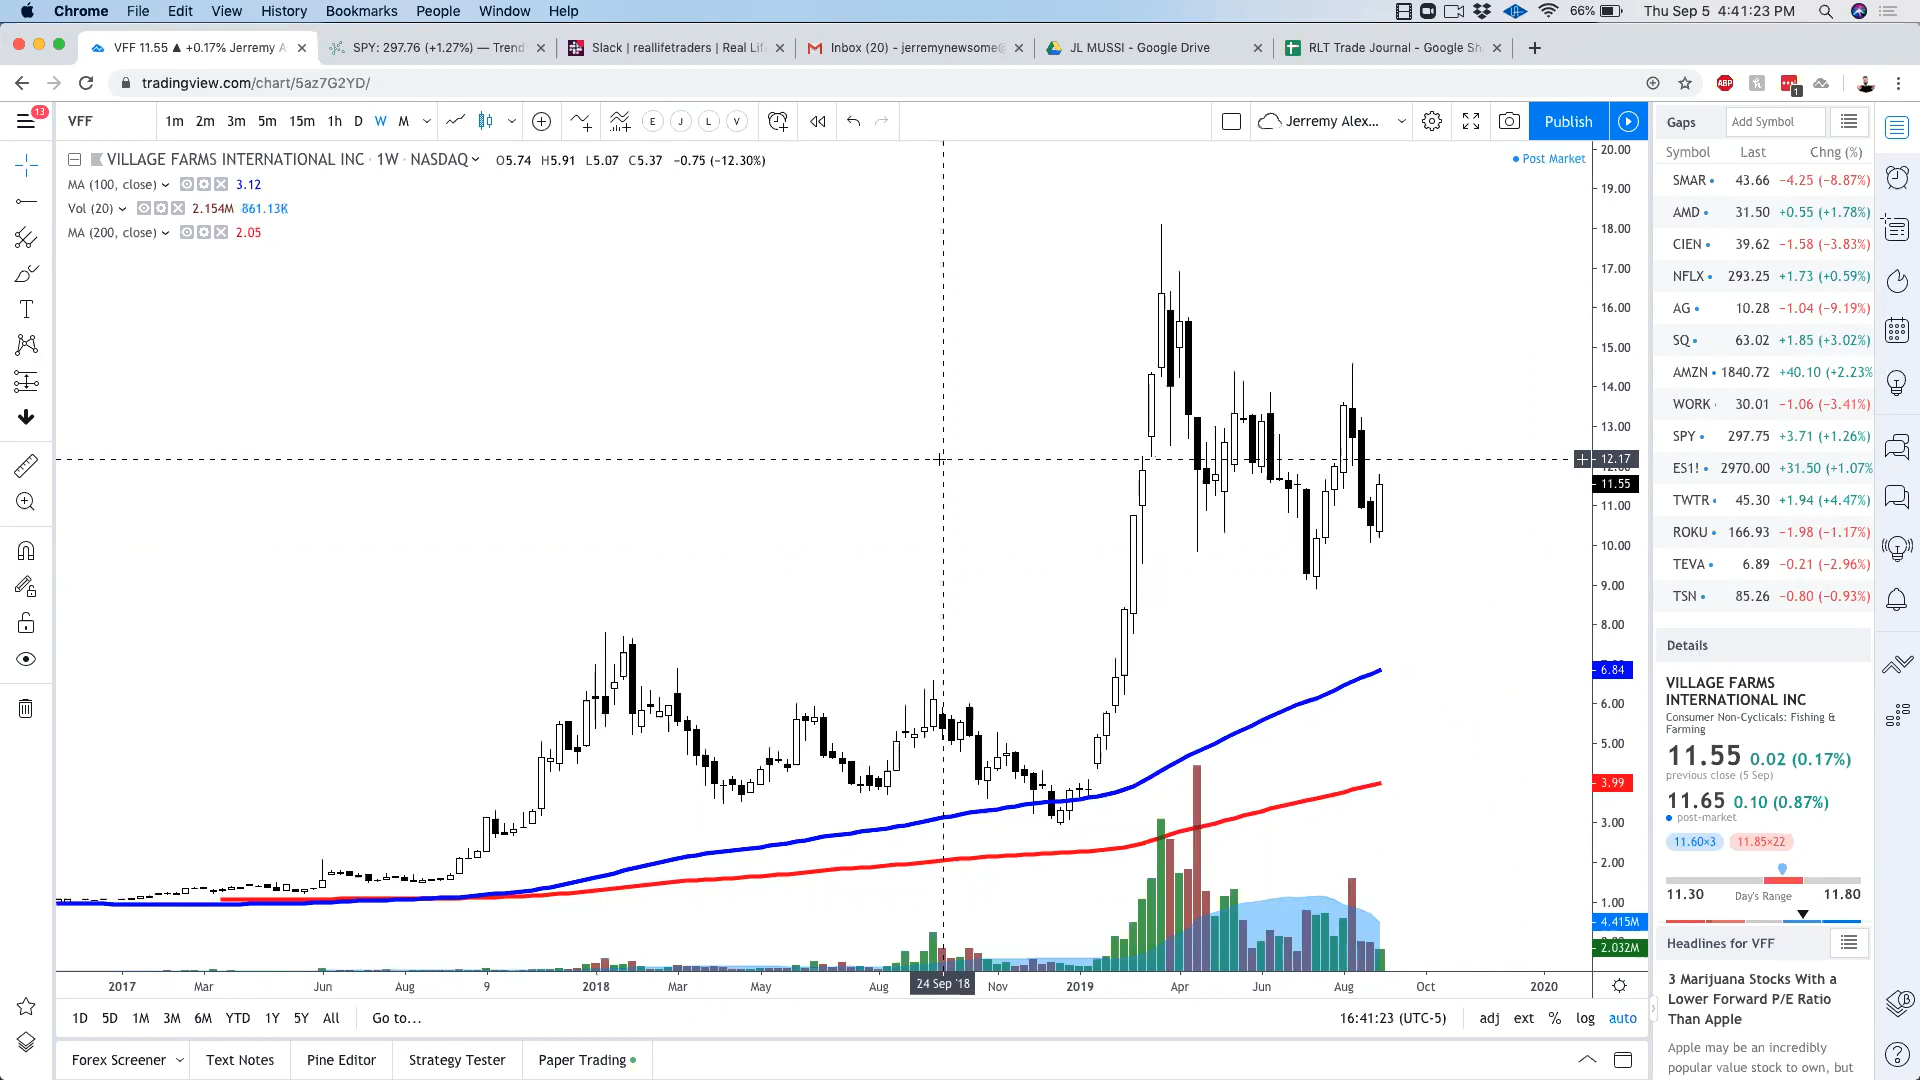 Chrome File Edit View History Bookmarks People Window Help 66% Thu Sep 5 4:41:23 PM
VFF 11.55 ▲ +0.17% Jerremy A SPY: 297.76 (+1.27%) — Trend Slack | reallifetraders | Real Lif Inbox (20) - jerremynewsome@ JL MUSSI - Google Drive RLT Trade Journal - Google Sh
tradingview.com/chart/5az7G2YD/
13
VFF 1m 2m 3m 5m 15m 1h D W M E J L V Jerremy Alex... Publish
VILLAGE FARMS INTERNATIONAL INC · 1W · NASDAQ O5.74 H5.91 L5.07 C5.37 −0.75 (−12.30%)
MA (100, close) 3.12
Vol (20) 2.154M 861.13K
MA (200, close) 2.05
Post Market
20.00
19.00
18.00
17.00
16.00
15.00
14.00
13.00
12.17
11.55
11.00
10.00
9.00
8.00
6.84
6.00
5.00
3.99
3.00
2.00
1.00
4.415M
2.032M
2017 Mar Jun Aug 9 2018 Mar May Aug 24 Sep '18 Nov 2019 Apr Jun Aug Oct 2020
1D 5D 1M 3M 6M YTD 1Y 5Y All Go to... 16:41:23 (UTC-5) adj ext % log auto
Forex Screener Text Notes Pine Editor Strategy Tester Paper Trading
Gaps Add Symbol
Symbol Last Chng (%)
SMAR 43.66 −4.25 (−8.87%)
AMD 31.50 +0.55 (+1.78%)
CIEN 39.62 −1.58 (−3.83%)
NFLX 293.25 +1.73 (+0.59%)
AG 10.28 −1.04 (−9.19%)
SQ 63.02 +1.85 (+3.02%)
AMZN 1840.72 +40.10 (+2.23%
WORK 30.01 −1.06 (−3.41%)
SPY 297.75 +3.71 (+1.26%)
ES1! 2970.00 +31.50 (+1.07%
TWTR 45.30 +1.94 (+4.47%)
ROKU 166.93 −1.98 (−1.17%)
TEVA 6.89 −0.21 (−2.96%)
TSN 85.26 −0.80 (−0.93%)
Details
VILLAGE FARMS
INTERNATIONAL INC
Consumer Non-Cyclicals: Fishing &
Farming
11.55 0.02 (0.17%)
previous close (5 Sep)
11.65 0.10 (0.87%)
post-market
11.60×3 11.85×22
11.30 Day's Range 11.80
Headlines for VFF
3 Marijuana Stocks With a
Lower Forward P/E Ratio
Than Apple
Apple may be an incredibly
popular value stock to own, but